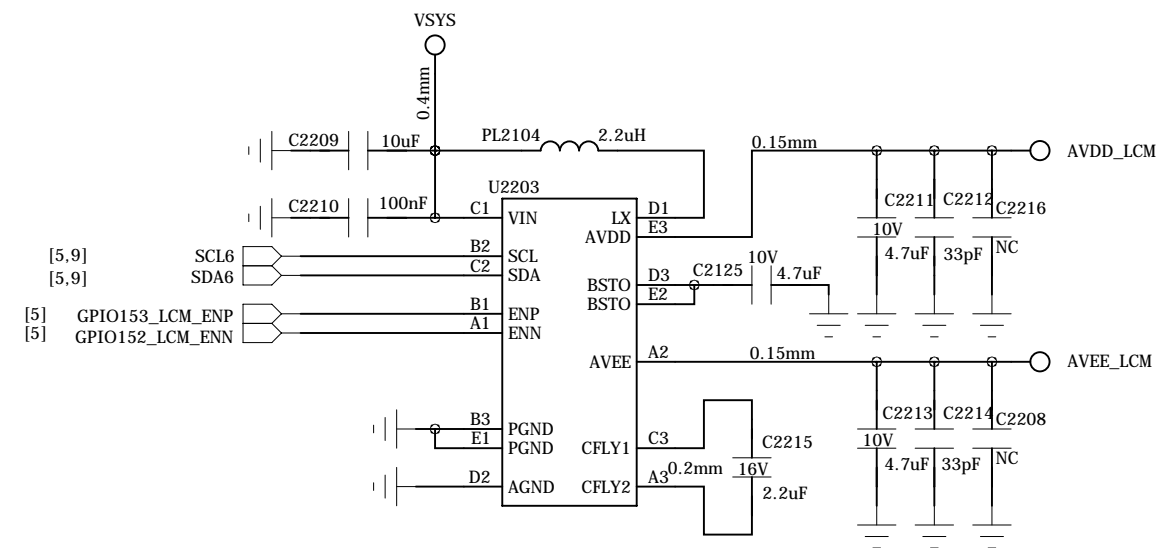 VSYS
0.4mm
C2209 10uF
PL2104 2.2uH
0.15mm
AVDD_LCM
U2203
C2210 100nF
C1 VIN
LX D1
AVDD E3
C2211
10V
4.7uF
C2212
33pF
C2216
NC
[5,9] SCL6
B2 SCL
[5,9] SDA6
C2 SDA
BSTO D3
BSTO E2
C2125 10V 4.7uF
[5] GPIO153_LCM_ENP
B1 ENP
[5] GPIO152_LCM_ENN
A1 ENN
AVEE A2
0.15mm
AVEE_LCM
C2213
10V
4.7uF
C2214
33pF
C2208
NC
B3 PGND
E1 PGND
CFLY1 C3
C2215
16V
2.2uF
0.2mm
D2 AGND
CFLY2 A3